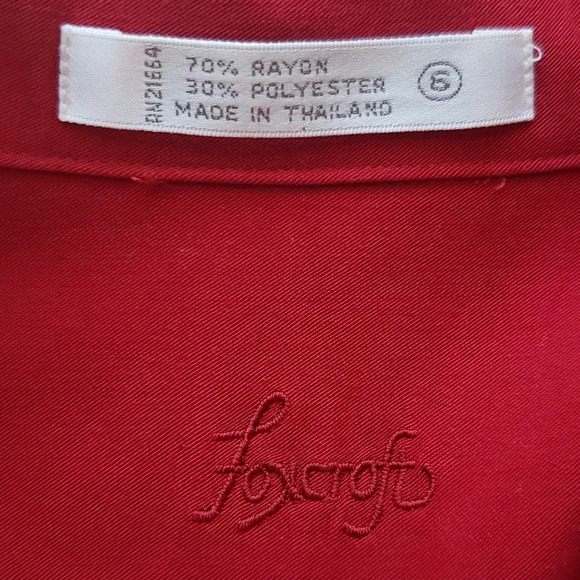 RN21664
70% RAYON
30% POLYESTER
MADE IN THAILAND
6
Foxcroft